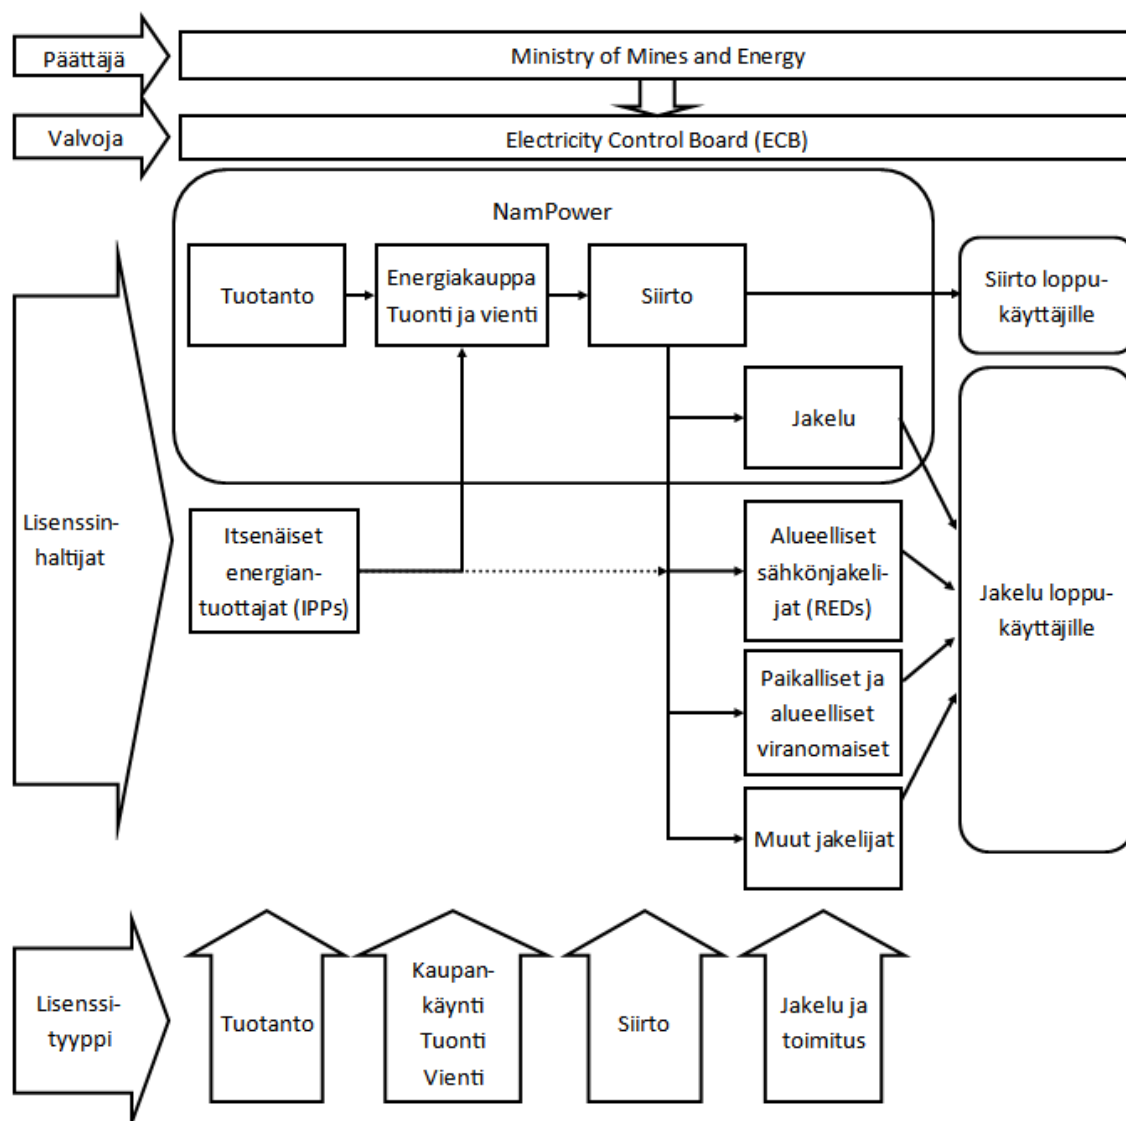 Päättäjä
Ministry of Mines and Energy
Valvoja
Electricity Control Board (ECB)
NamPower
Tuotanto
Energiakauppa
Tuonti ja vienti
Siirto
Siirto loppu-
käyttäjille
Jakelu
Lisenssin-
haltijat
Itsenäiset
energian-
tuottajat (IPPs)
Alueelliset
sähkönjakeli-
jat (REDs)
Jakelu loppu-
käyttäjille
Paikalliset ja
alueelliset
viranomaiset
Muut jakelijat
Lisenssi-
tyyppi
Tuotanto
Kaupan-
käynti
Tuonti
Vienti
Siirto
Jakelu ja
toimitus